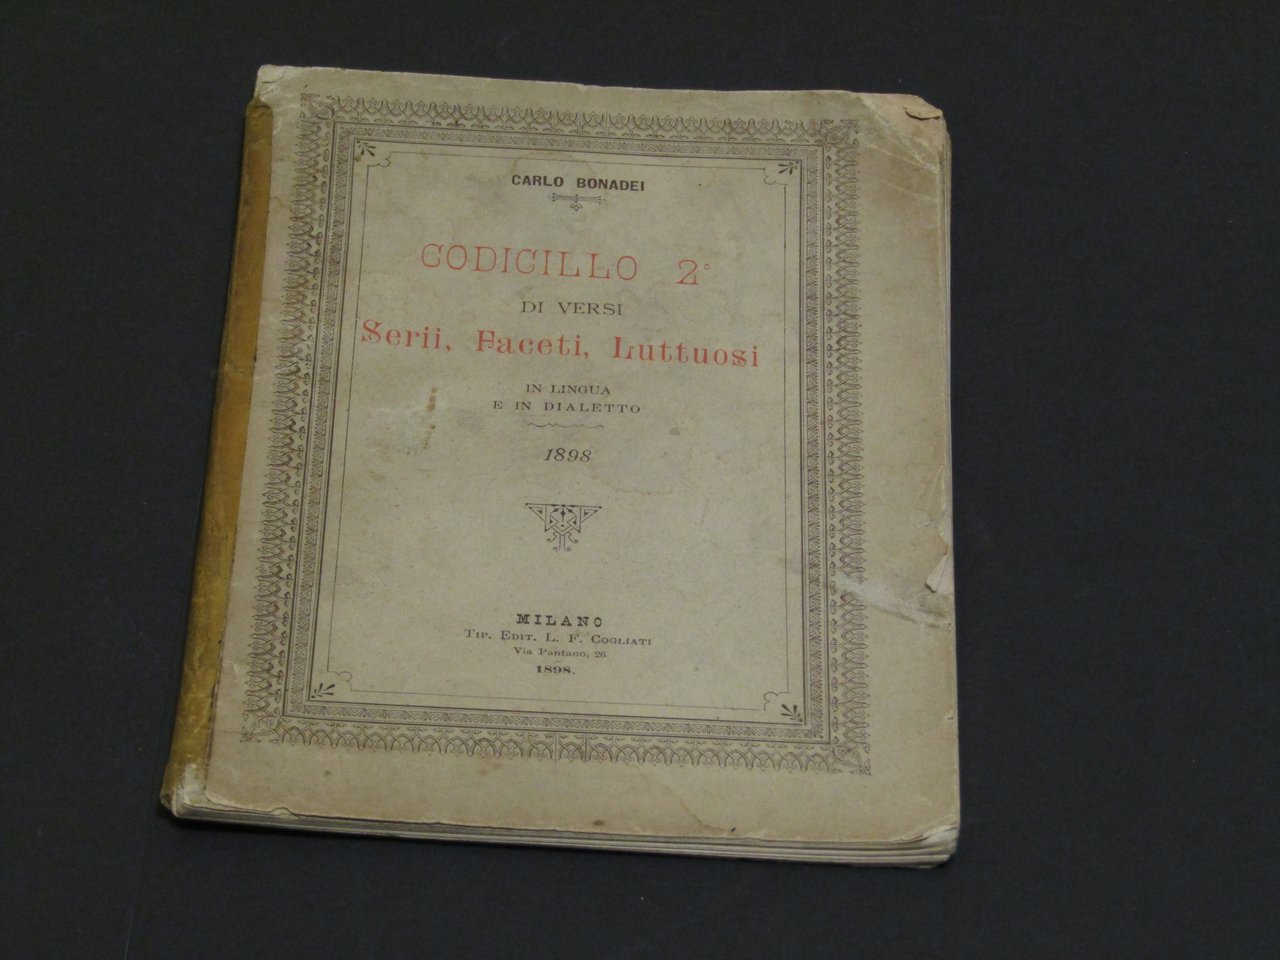 CARLO BONADEI
CODICILLO 2°
DI VERSI
Serii, Faceti, Luttuosi
IN LINGUA
E IN DIALETTO
1898
MILANO
TIP. EDIT. L. F. COGLIATI
Via Pantano, 26
1898.